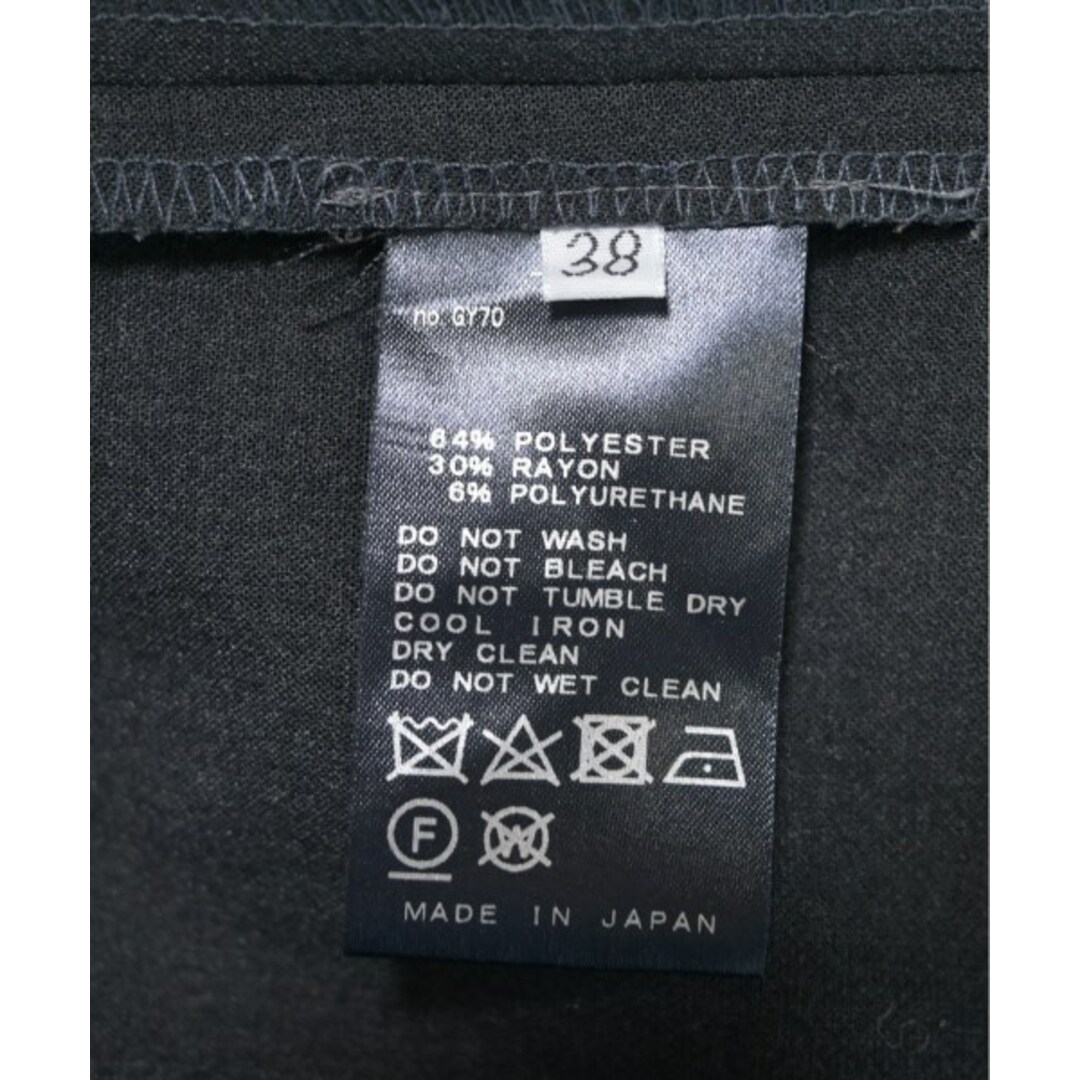 38
no. GY70
64% POLYESTER
30% RAYON
6% POLYURETHANE
DO NOT WASH
DO NOT BLEACH
DO NOT TUMBLE DRY
COOL IRON
DRY CLEAN
DO NOT WET CLEAN
F W
MADE IN JAPAN